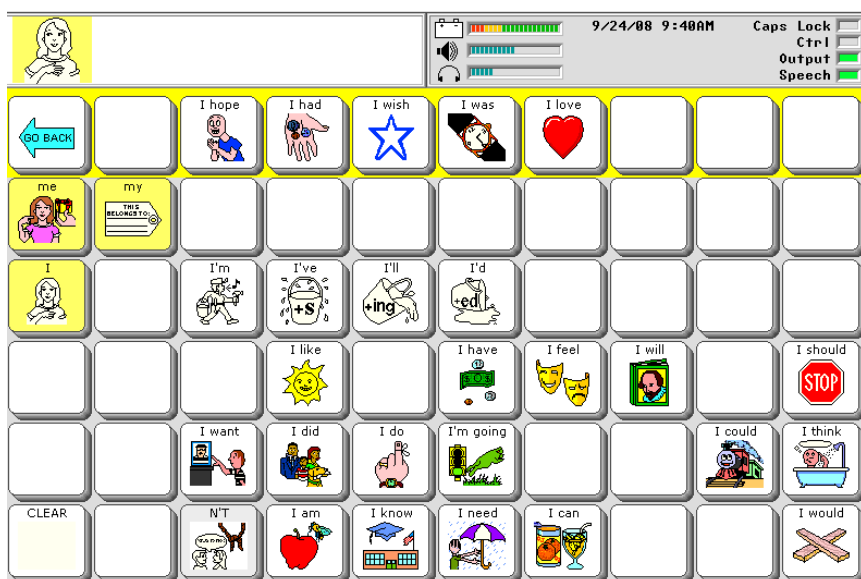 9/24/08 9:40AM
Caps Lock
Ctrl
Output
Speech
GO BACK
I hope
I had
I wish
I was
I love
me
my
THIS
BELONGS TO:
I
I'm
I've
I'll
I'd
+s
+ing
+ed
I like
I have
I feel
I will
I should
STOP
I want
I did
I do
I'm going
I could
I think
CLEAR
N'T
I am
I know
I need
I can
I would